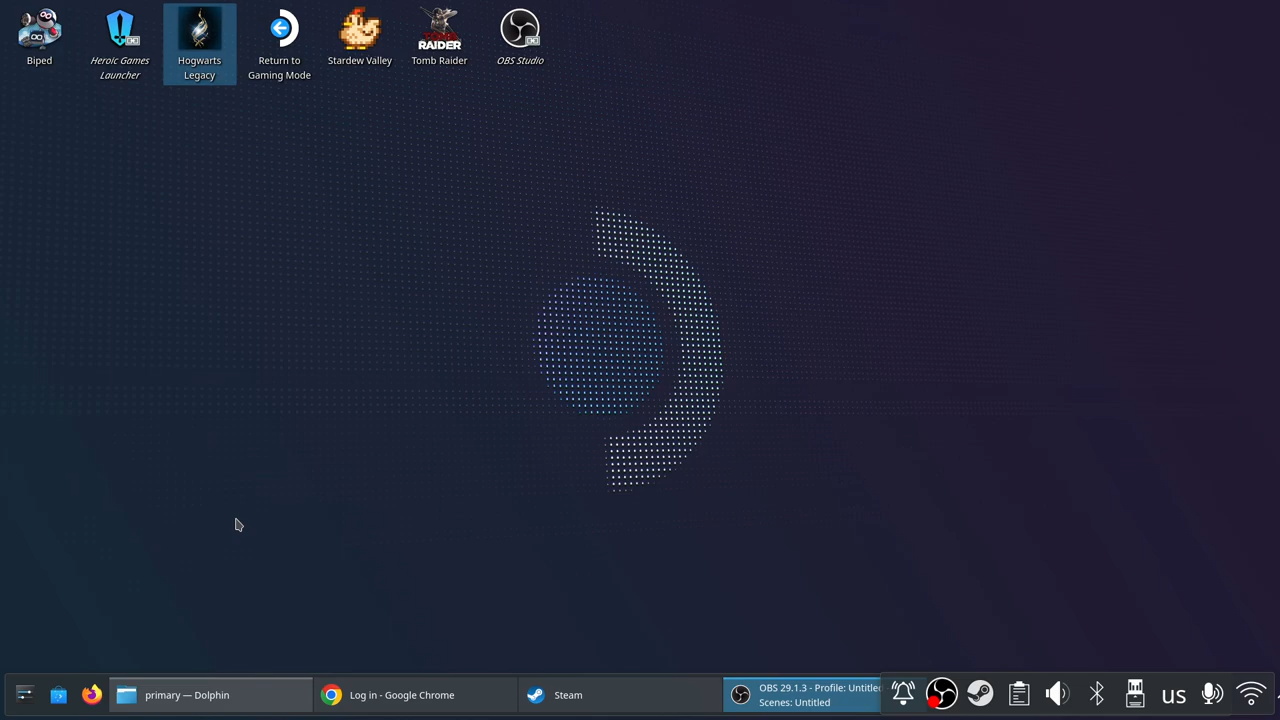 Biped
Heroic Games
Launcher
Hogwarts
Legacy
Return to
Gaming Mode
Stardew Valley
TOMB
RAIDER
Tomb Raider
OBS Studio
primary — Dolphin
Log in - Google Chrome
Steam
OBS 29.1.3 - Profile: Untitled
Scenes: Untitled
us